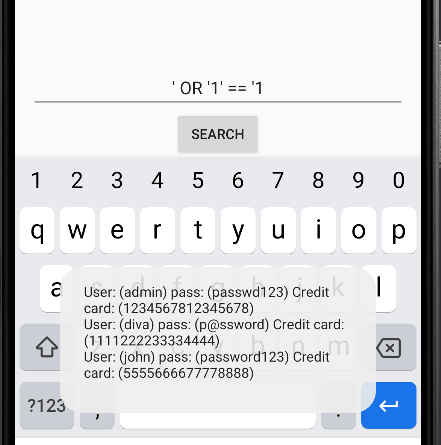 ' OR '1' == '1
SEARCH
1 2 3 4 5 6 7 8 9 0
q w e r t y u i o p
a s d f g h j k l
User: (admin) pass: (passwd123) Credit
card: (1234567812345678)
User: (diva) pass: (p@ssword) Credit card:
(1111222233334444)
User: (john) pass: (password123) Credit
card: (5555666677778888)
b n m
?123 , .